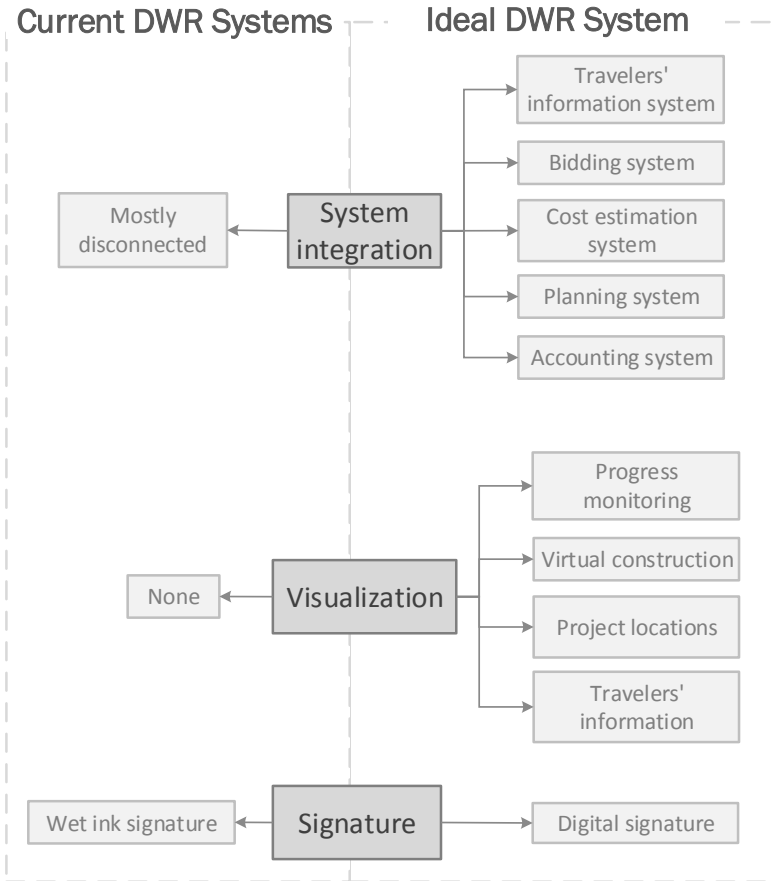 Current DWR Systems
Ideal DWR System
Travelers'
information system
Bidding system
Mostly
disconnected
System
integration
Cost estimation
system
Planning system
Accounting system
Progress
monitoring
Virtual construction
None
Visualization
Project locations
Travelers'
information
Wet ink signature
Signature
Digital signature